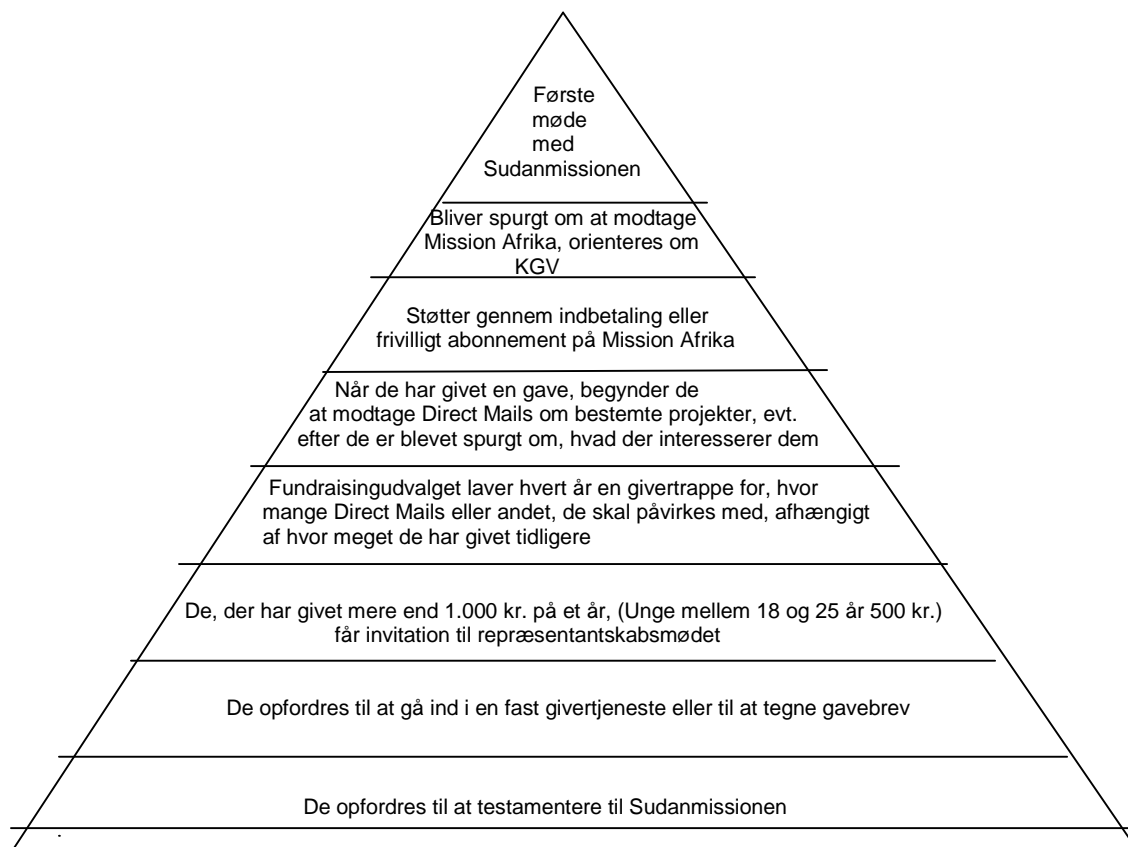 Første
møde
med
Sudanmissionen
Bliver spurgt om at modtage
Mission Afrika, orienteres om
KGV
Støtter gennem indbetaling eller
frivilligt abonnement på Mission Afrika
Når de har givet en gave, begynder de
at modtage Direct Mails om bestemte projekter, evt.
efter de er blevet spurgt om, hvad der interesserer dem
Fundraisingudvalget laver hvert år en givertrappe for, hvor
mange Direct Mails eller andet, de skal påvirkes med, afhængigt
af hvor meget de har givet tidligere
De, der har givet mere end 1.000 kr. på et år, (Unge mellem 18 og 25 år 500 kr.)
får invitation til repræsentantskabsmødet
De opfordres til at gå ind i en fast givertjeneste eller til at tegne gavebrev
De opfordres til at testamentere til Sudanmissionen
.